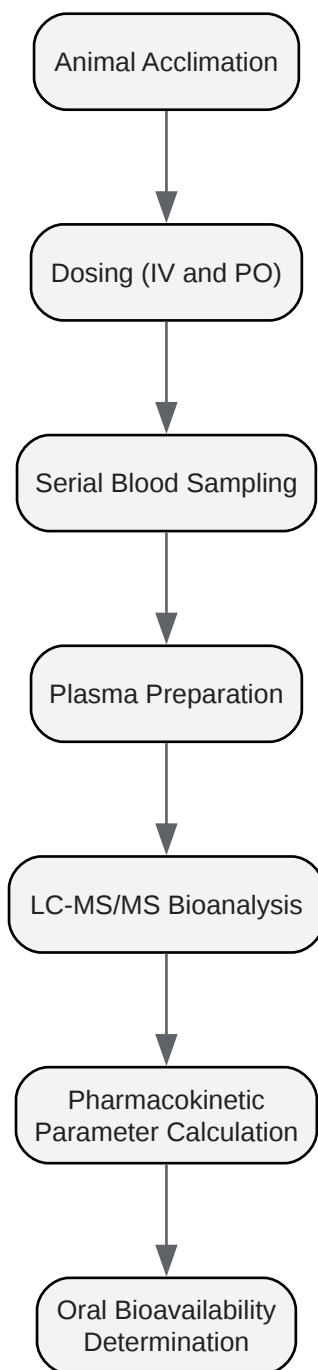 Animal Acclimation
Dosing (IV and PO)
Serial Blood Sampling
Plasma Preparation
LC-MS/MS Bioanalysis
Pharmacokinetic
Parameter Calculation
Oral Bioavailability
Determination